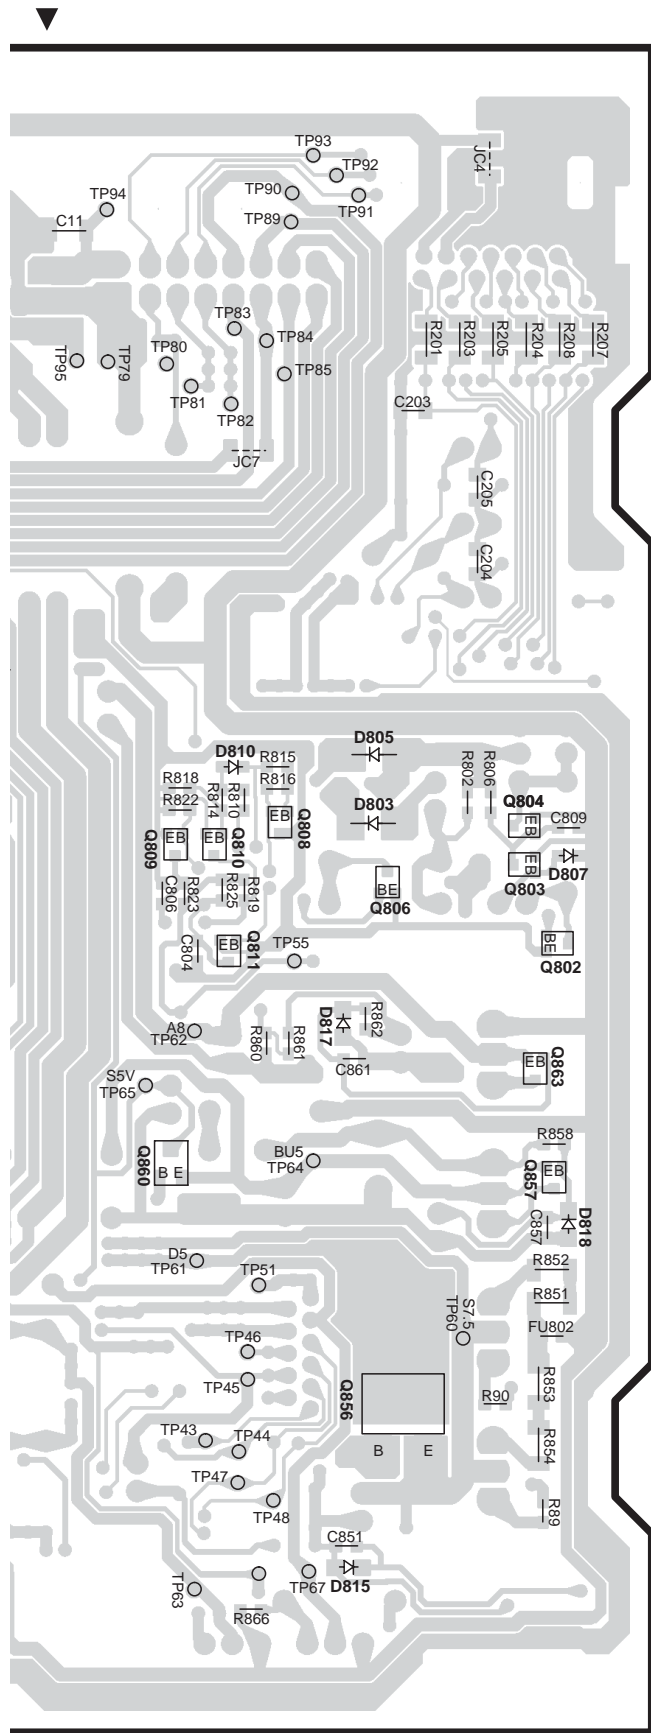 TP93
TP92
JC4
TP94
TP90
TP91
C11
TP89
TP83
TP84
R201
R203
R205
R204
R208
R207
TP95
TP79
TP80
TP85
TP81
TP82
C203
JC7
C205
C204
D805
D810
R815
R818
R816
R802
R806
R822
R814
R810
D803
Q804
C809
EB
EB
EB
EB
Q809
Q810
Q808
EB
Q803
D807
C806
R823
R825
R819
BE
Q806
C804
EB
Q811
TP55
BE
Q802
A8
TP62
R860
R861
D817
R862
C861
EB
Q863
S5V
TP65
R858
Q860
B E
BU5
TP64
Q857
EB
C857
D818
D5
TP61
TP51
R852
R851
S7.5
TP60
FU802
TP46
TP45
Q856
R90
R853
TP43
TP44
B
E
R854
TP47
TP48
R89
C851
TP63
TP67
D815
R866